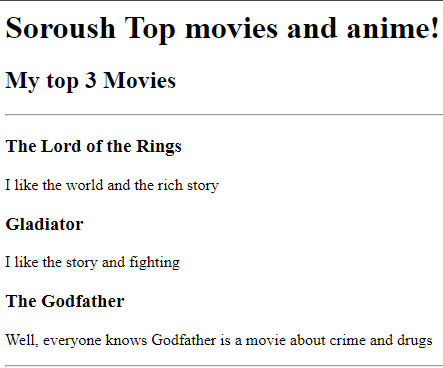 Soroush Top movies and anime!
My top 3 Movies
The Lord of the Rings
I like the world and the rich story
Gladiator
I like the story and fighting
The Godfather
Well, everyone knows Godfather is a movie about crime and drugs